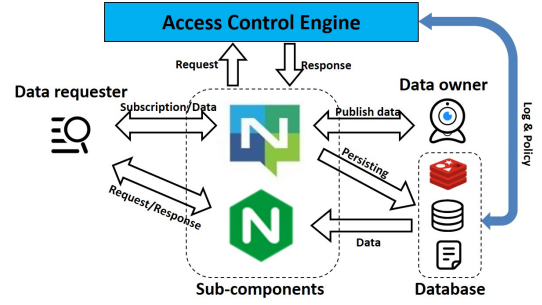 Access Control Engine
Request
Response
Data requester
Data owner
Subscription/Data
Publish data
N
Log & Policy
Persisting
Request/Response
N
Data
Sub-components
Database